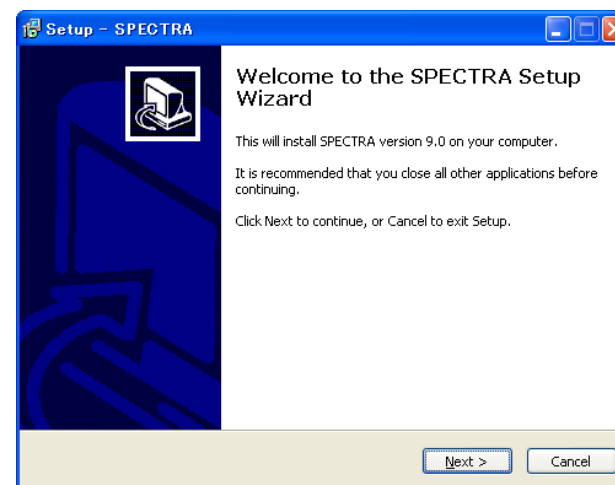 Setup - SPECTRA
Welcome to the SPECTRA Setup
Wizard
This will install SPECTRA version 9.0 on your computer.
It is recommended that you close all other applications before
continuing.
Click Next to continue, or Cancel to exit Setup.
Next >
Cancel